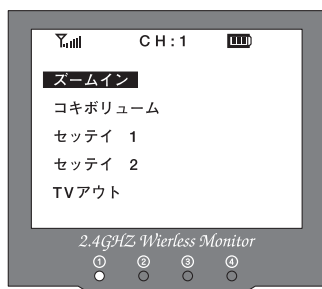 CH:1
ズームイン
コキボリューム
セッテイ 1
セッテイ 2
TVアウト
2.4GHZ Wierless Monitor
① ② ③ ④